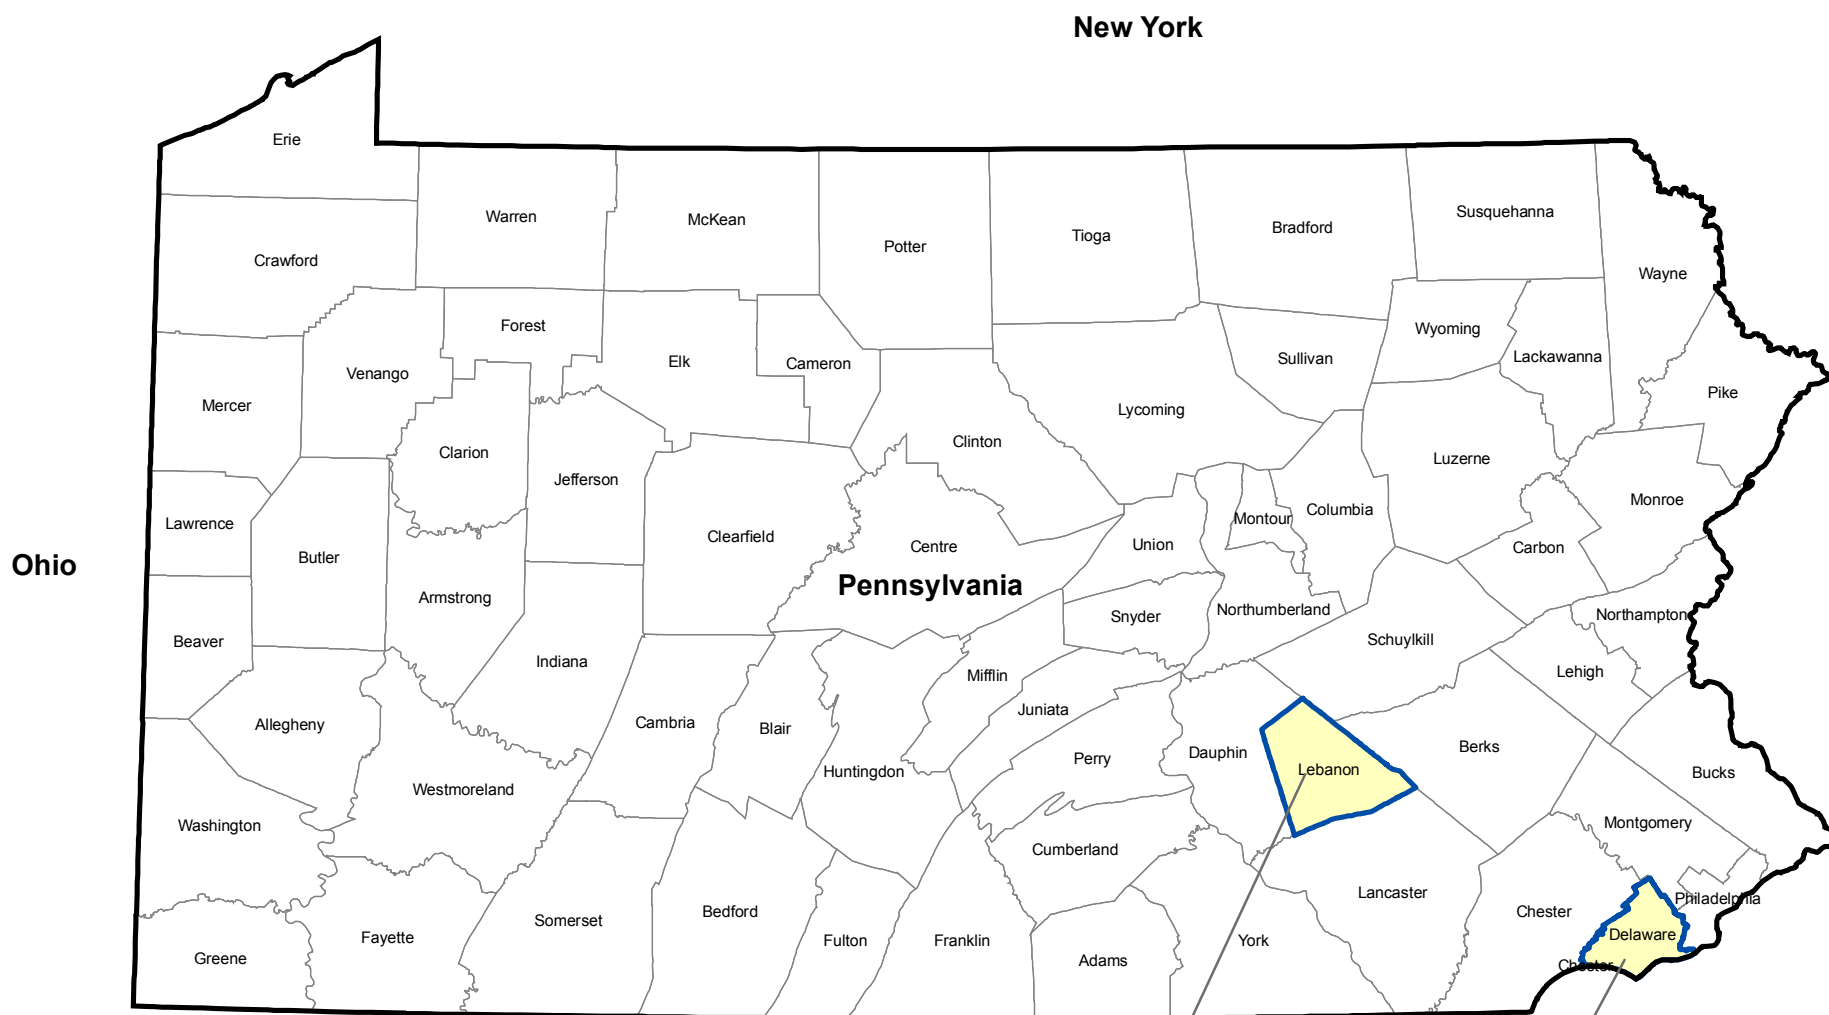 New York
Erie
Warren
McKean
Potter
Tioga
Bradford
Susquehanna
Wayne
Crawford
Forest
Elk
Cameron
Sullivan
Wyoming
Lackawanna
Pike
Mercer
Venango
Lycoming
Clarion
Clinton
Luzerne
Jefferson
Monroe
Lawrence
Montour
Columbia
Clearfield
Centre
Union
Carbon
Ohio
Butler
Pennsylvania
Armstrong
Snyder
Northumberland
Northampton
Beaver
Indiana
Schuylkill
Lehigh
Mifflin
Allegheny
Cambria
Blair
Juniata
Dauphin
Berks
Perry
Lebanon
Huntingdon
Bucks
Westmoreland
Washington
Montgomery
Cumberland
Lancaster
Philadelphia
Somerset
Bedford
Chester
Fayette
Fulton
Franklin
York
Delaware
Greene
Adams
Chester